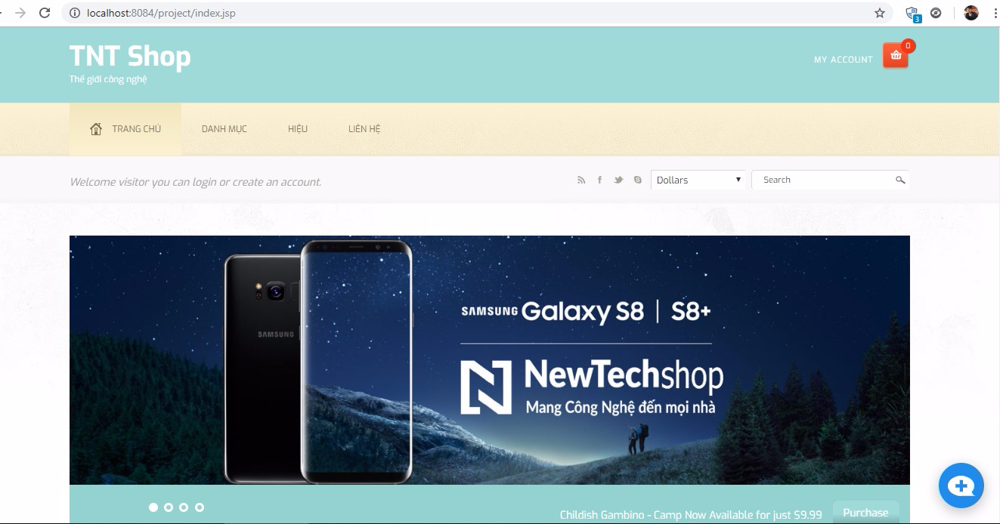 localhost:8084/project/index.jsp
3
TNT Shop
Thế giới công nghệ
MY ACCOUNT
0
TRANG CHỦ
DANH MỤC
HIỆU
LIÊN HỆ
Welcome visitor you can login or create an account.
Dollars
Search
SAMSUNG Galaxy S8 | S8+
SAMSUNG
NewTechshop
Mang Công Nghệ đến mọi nhà
Childish Gambino - Camp Now Available for just $9.99
Purchase